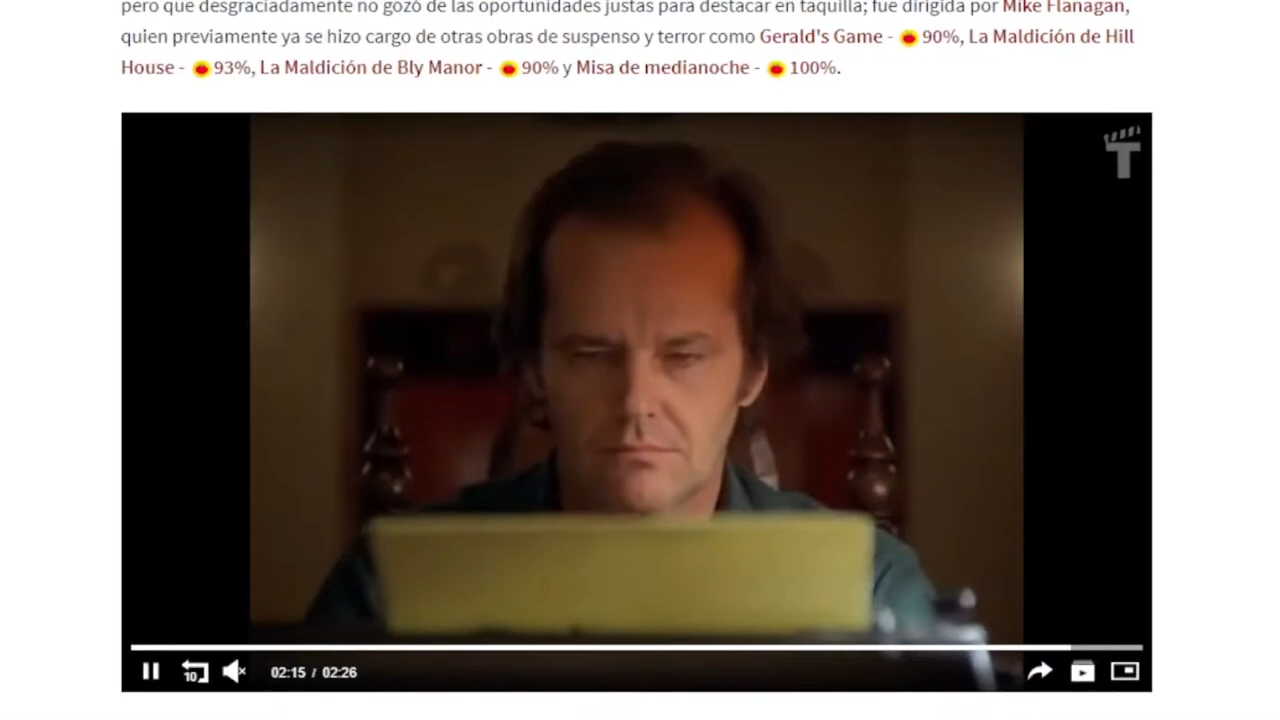 pero que desgraciadamente no gozó de las oportunidades justas para destacar en taquilla; fue dirigida por Mike Flanagan,
quien previamente ya se hizo cargo de otras obras de suspenso y terror como Gerald's Game - 90%, La Maldición de Hill
House - 93%, La Maldición de Bly Manor - 90% y Misa de medianoche - 100%.
T
10
02:15 / 02:26